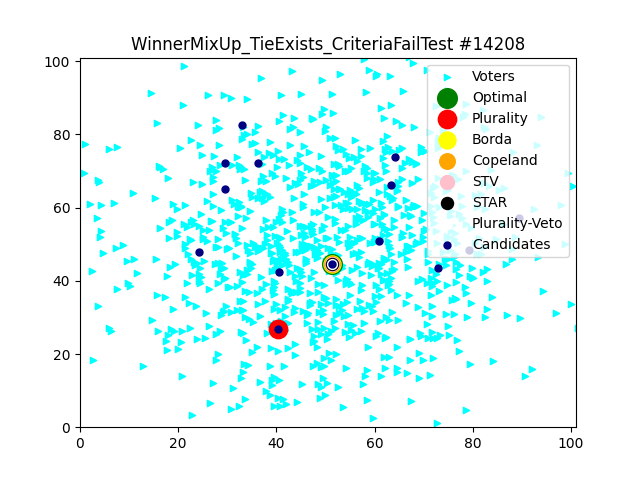 WinnerMixUp_TieExists_CriteriaFailTest #14208
100
80
60
40
20
0
0 20 40 60 80 100
Voters
Optimal
Plurality
Borda
Copeland
STV
STAR
Plurality-Veto
Candidates